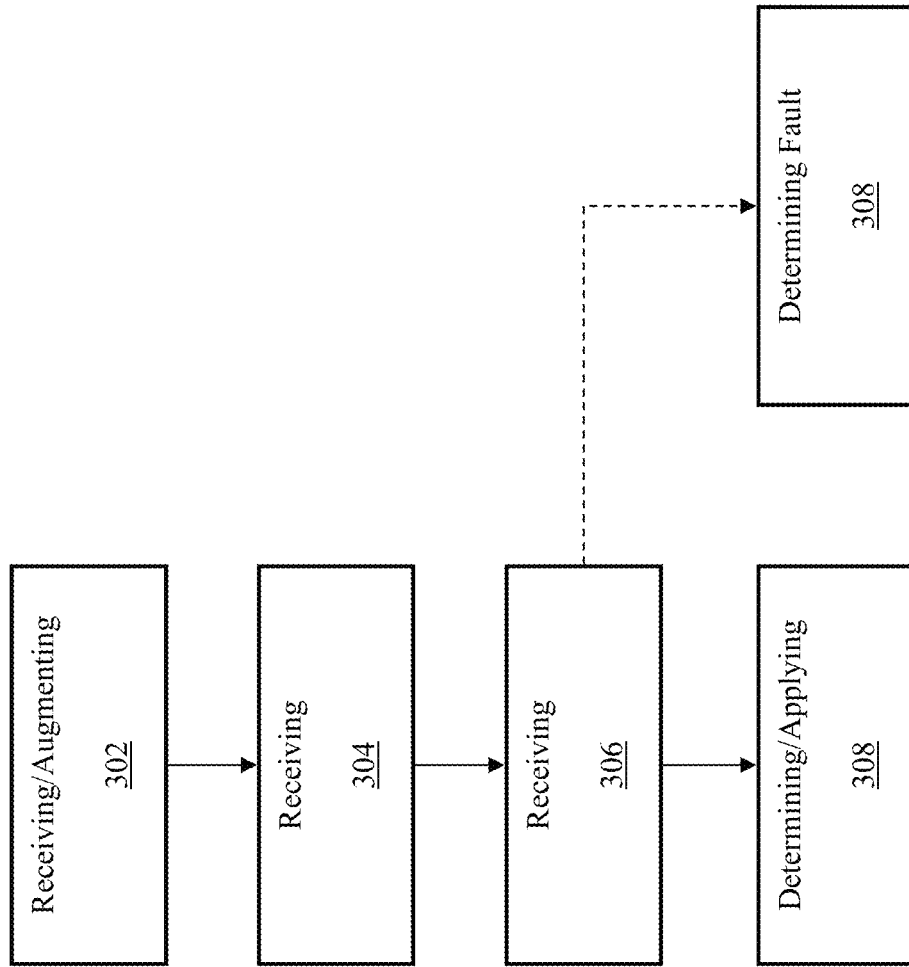 Receiving/Augmenting
302
Receiving
304
Receiving
306
Determining/Applying
308
Determining Fault
308